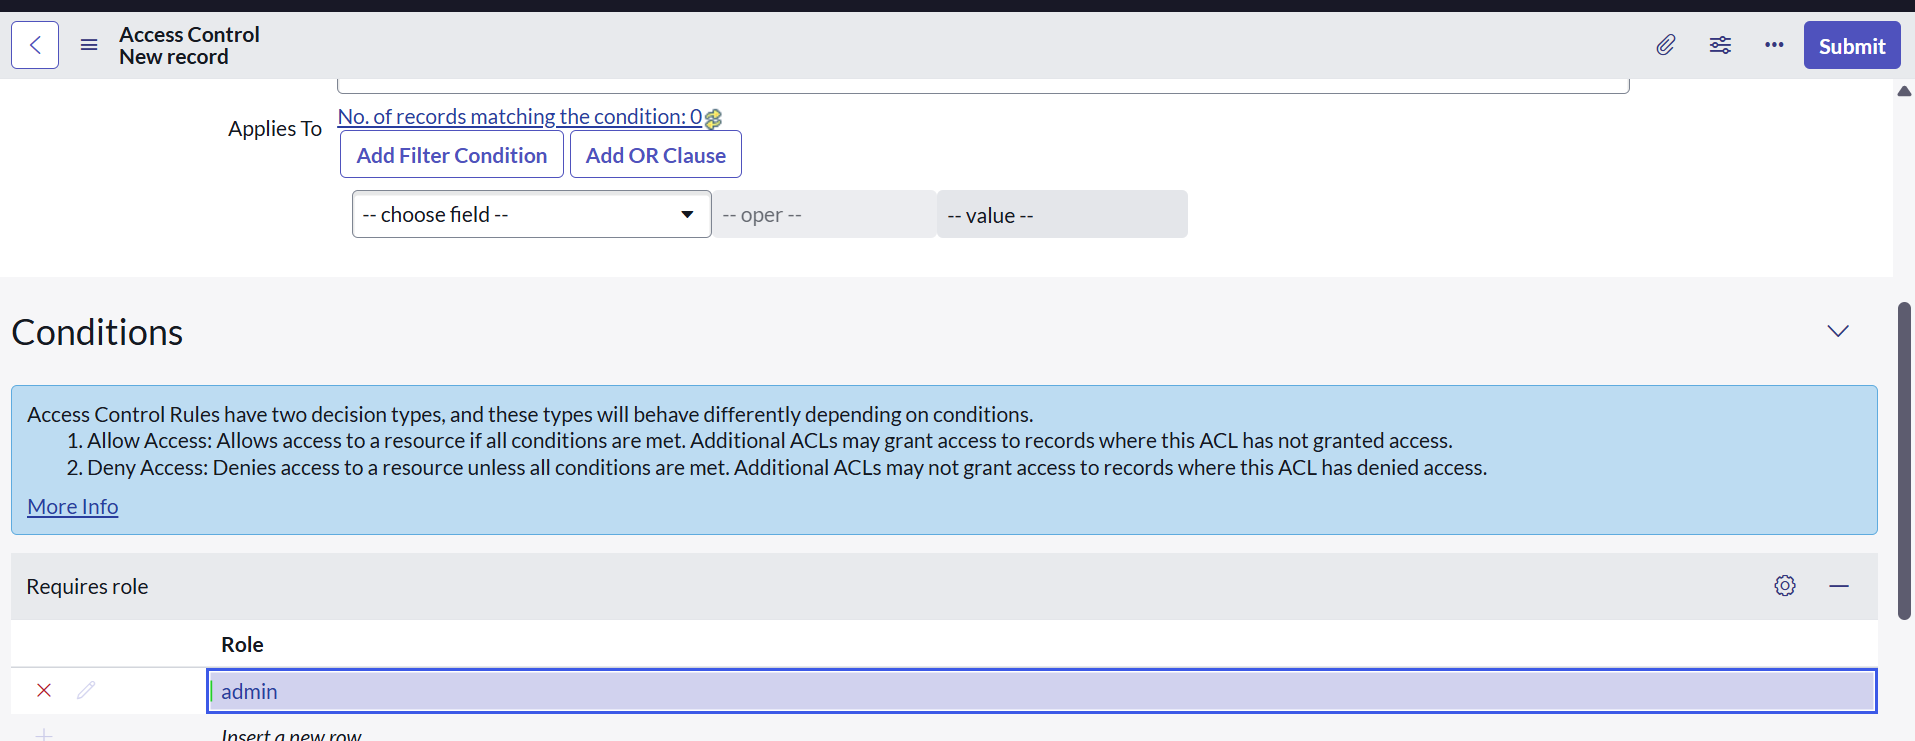 Access Control
New record
Submit
Applies To
No. of records matching the condition: 0
Add Filter Condition
Add OR Clause
-- choose field --
-- oper --
-- value --
Conditions
Access Control Rules have two decision types, and these types will behave differently depending on conditions.
1. Allow Access: Allows access to a resource if all conditions are met. Additional ACLs may grant access to records where this ACL has not granted access.
2. Deny Access: Denies access to a resource unless all conditions are met. Additional ACLs may not grant access to records where this ACL has denied access.
More Info
Requires role
Role
admin
Insert a new row